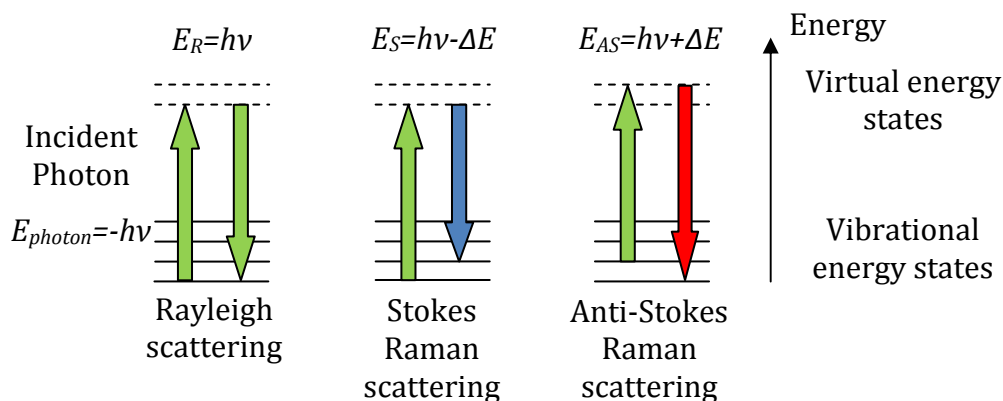 E_R=hν
E_S=hν-ΔE
E_AS=hν+ΔE
Energy
Virtual energy
states
Incident
Photon
E_photon=-hν
Vibrational
energy states
Rayleigh
scattering
Stokes
Raman
scattering
Anti-Stokes
Raman
scattering